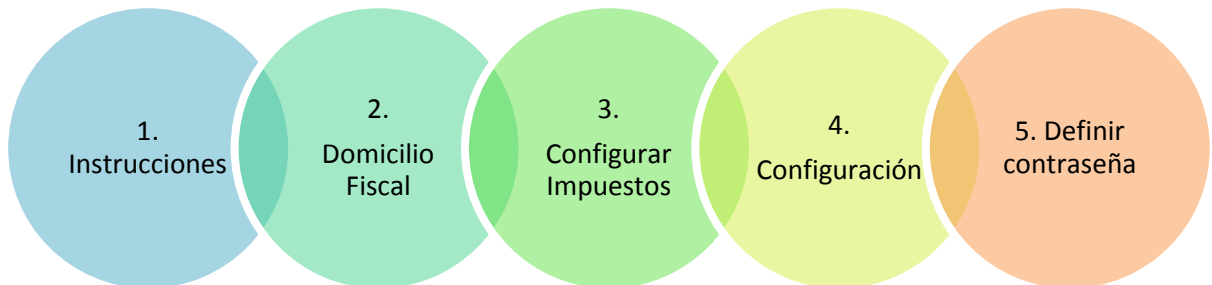 1.
Instrucciones
2.
Domicilio
Fiscal
3.
Configurar
Impuestos
4.
Configuración
5. Definir
contraseña